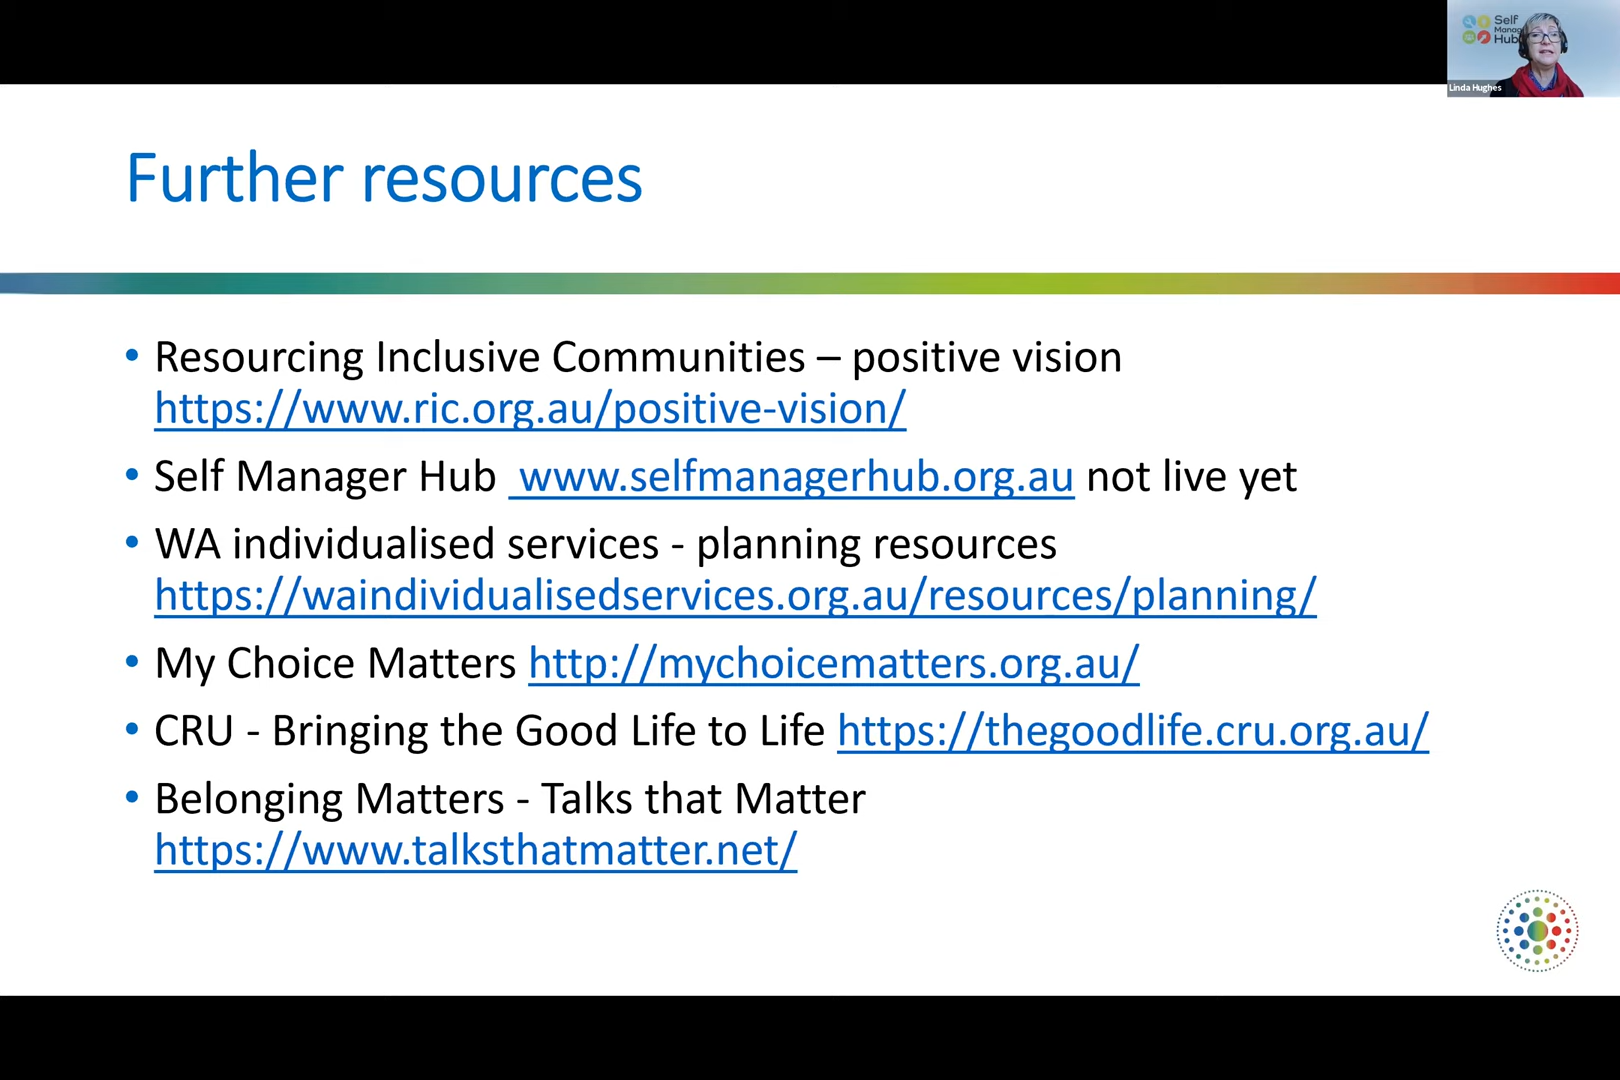 Self
Manag
Hub
Linda Hughes
Further resources
• Resourcing Inclusive Communities – positive vision
https://www.ric.org.au/positive-vision/
• Self Manager Hub www.selfmanagerhub.org.au not live yet
• WA individualised services - planning resources
https://waindividualisedservices.org.au/resources/planning/
• My Choice Matters http://mychoicematters.org.au/
• CRU - Bringing the Good Life to Life https://thegoodlife.cru.org.au/
• Belonging Matters - Talks that Matter
https://www.talksthatmatter.net/